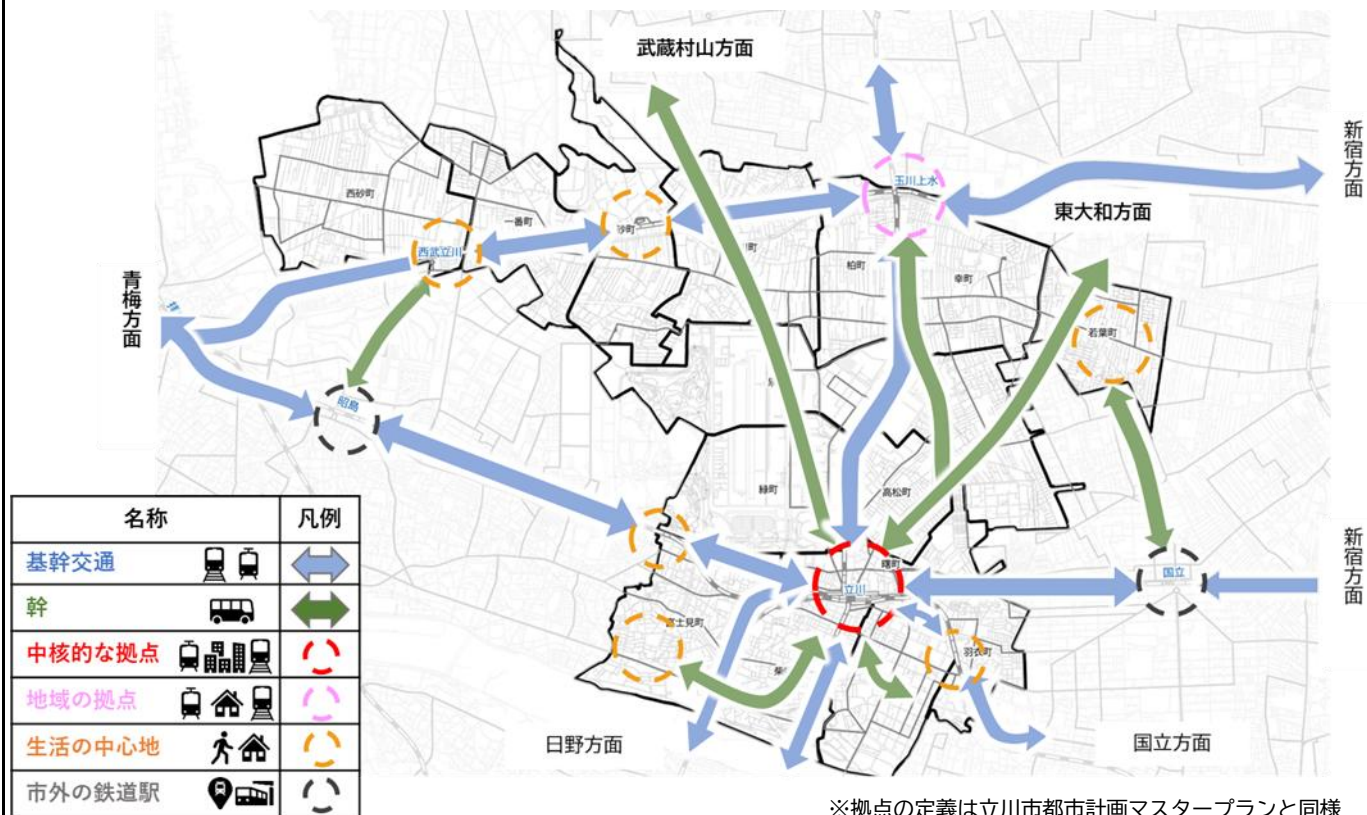 武蔵村山方面
新宿方面
玉川上水
東大和方面
西砂町
一番町
砂町
西武立川
柏町
幸町
青梅方面
若葉町
昭島
緑町
高松町
名称
凡例
基幹交通
幹
中核的な拠点
地域の拠点
生活の中心地
市外の鉄道駅
曙町
立川
国立
新宿方面
富士見町
羽衣町
日野方面
国立方面
※拠点の定義は立川市都市計画マスタープランと同様